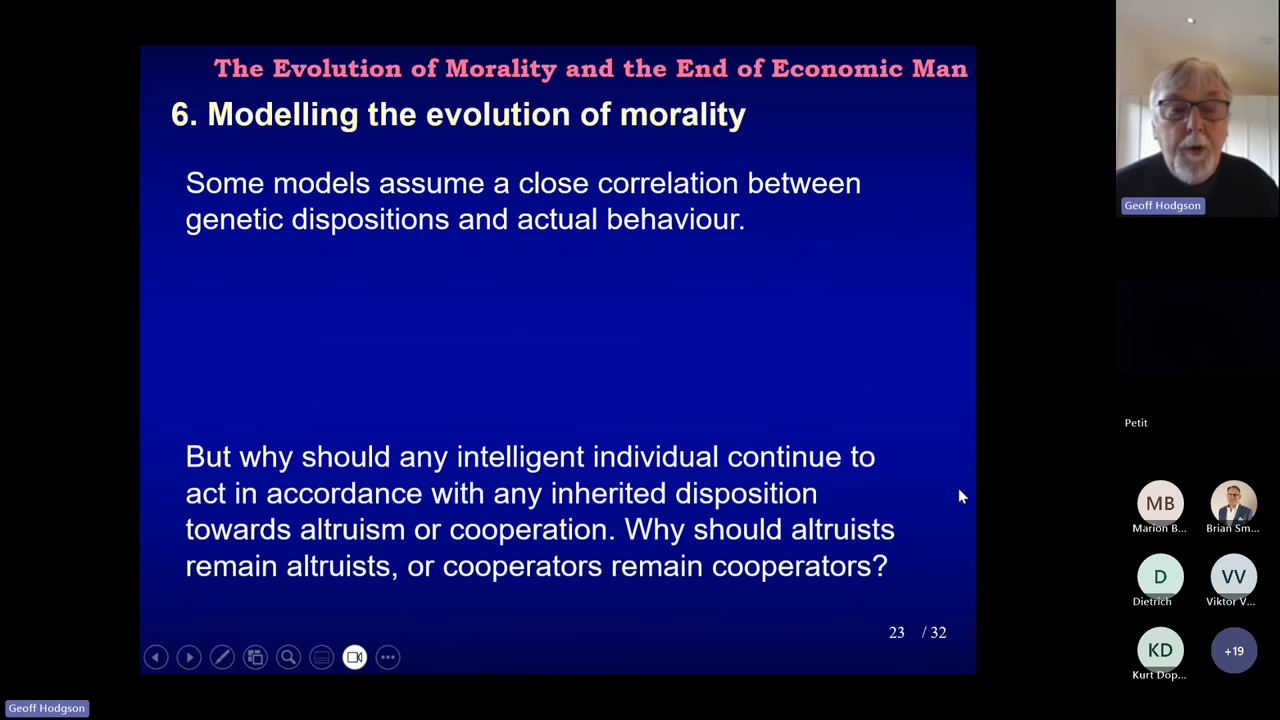 The Evolution of Morality and the End of Economic Man
6. Modelling the evolution of morality
Some models assume a close correlation between
genetic dispositions and actual behaviour.
But why should any intelligent individual continue to
act in accordance with any inherited disposition
towards altruism or cooperation. Why should altruists
remain altruists, or cooperators remain cooperators?
23 / 32
Geoff Hodgson
Petit
MB
Marion B...
Brian Sm...
D
Dietrich
VV
Viktor V...
KD
Kurt Dop...
+19
Geoff Hodgson